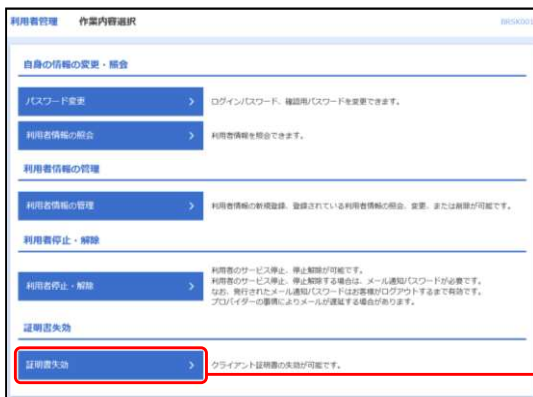 利用者管理 作業内容選択
BRSK001
自身の情報の変更・照会
パスワード変更 > ログインパスワード、確認用パスワードを変更できます。
利用者情報の照会 > 利用者情報を照会できます。
利用者情報の管理
利用者情報の管理 > 利用者情報の新規登録、登録されている利用者情報の照会、変更、または削除が可能です。
利用者停止・解除
利用者のサービス停止、停止解除が可能です。
利用者停止・解除 > 利用者のサービス停止、停止解除する場合は、メール通知パスワードが必要です。
なお、発行されたメール通知パスワードはお客様がログアウトするまで有効です。
プロバイダーの事情によりメールが遅延する場合があります。
証明書失効
証明書失効 > クライアント証明書の失効が可能です。